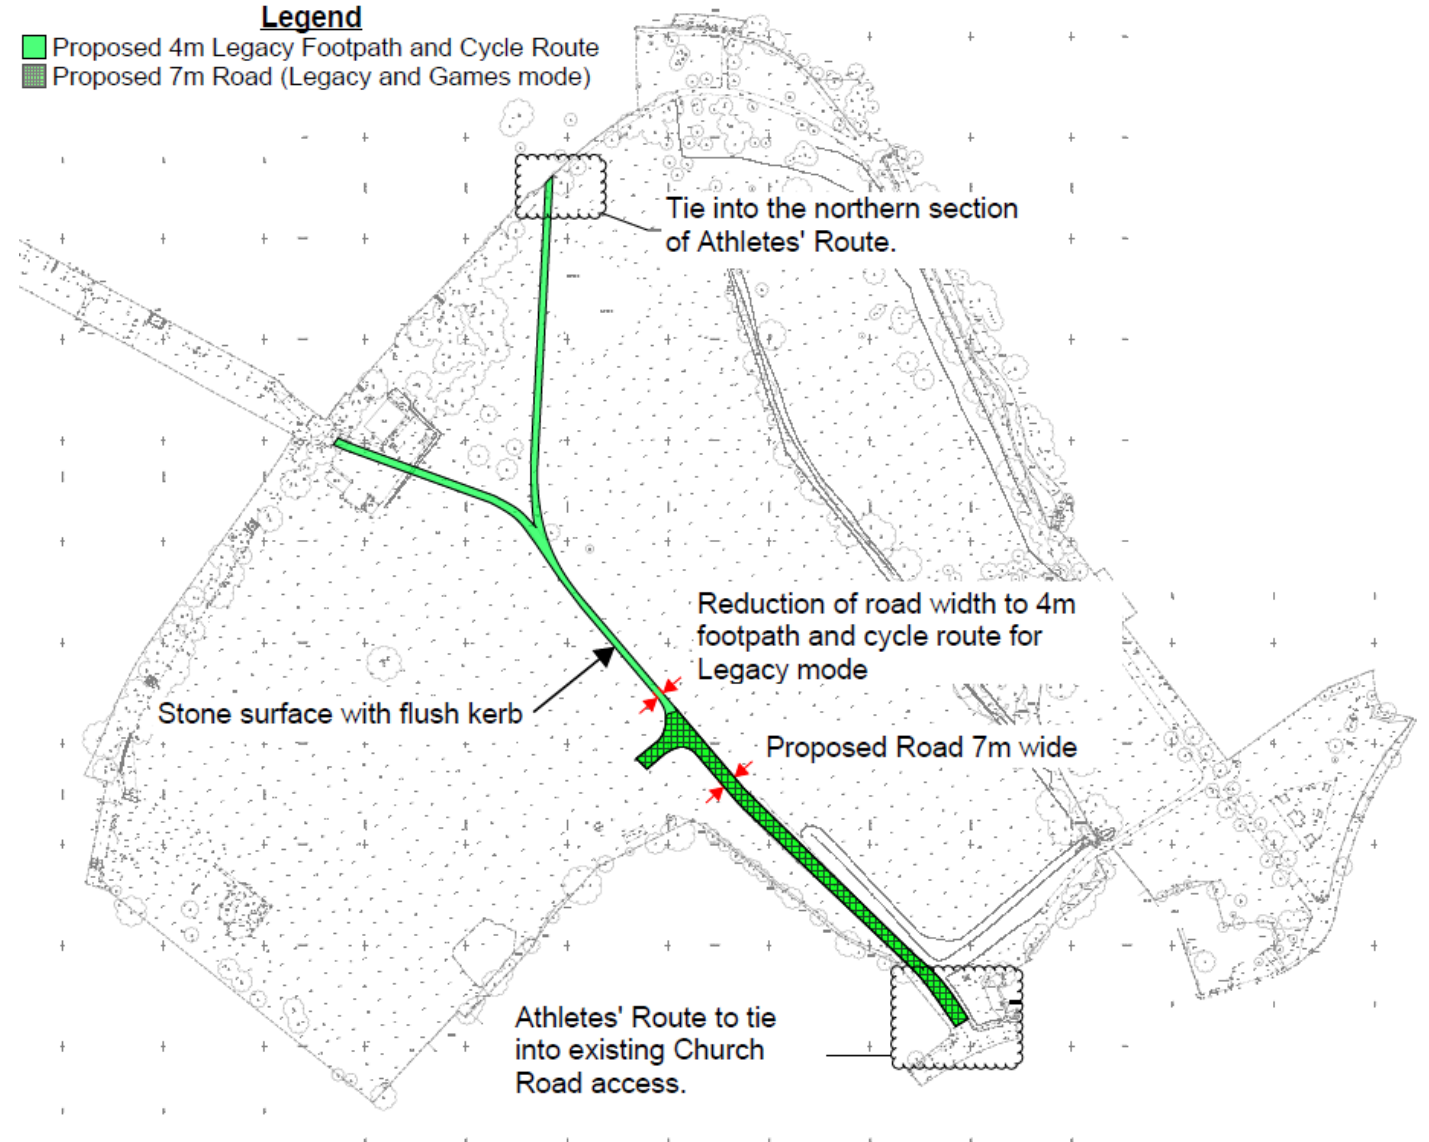 Legend
Proposed 4m Legacy Footpath and Cycle Route
Proposed 7m Road (Legacy and Games mode)
Tie into the northern section
of Athletes' Route.
Reduction of road width to 4m
footpath and cycle route for
Legacy mode
Stone surface with flush kerb
Proposed Road 7m wide
Athletes' Route to tie
into existing Church
Road access.